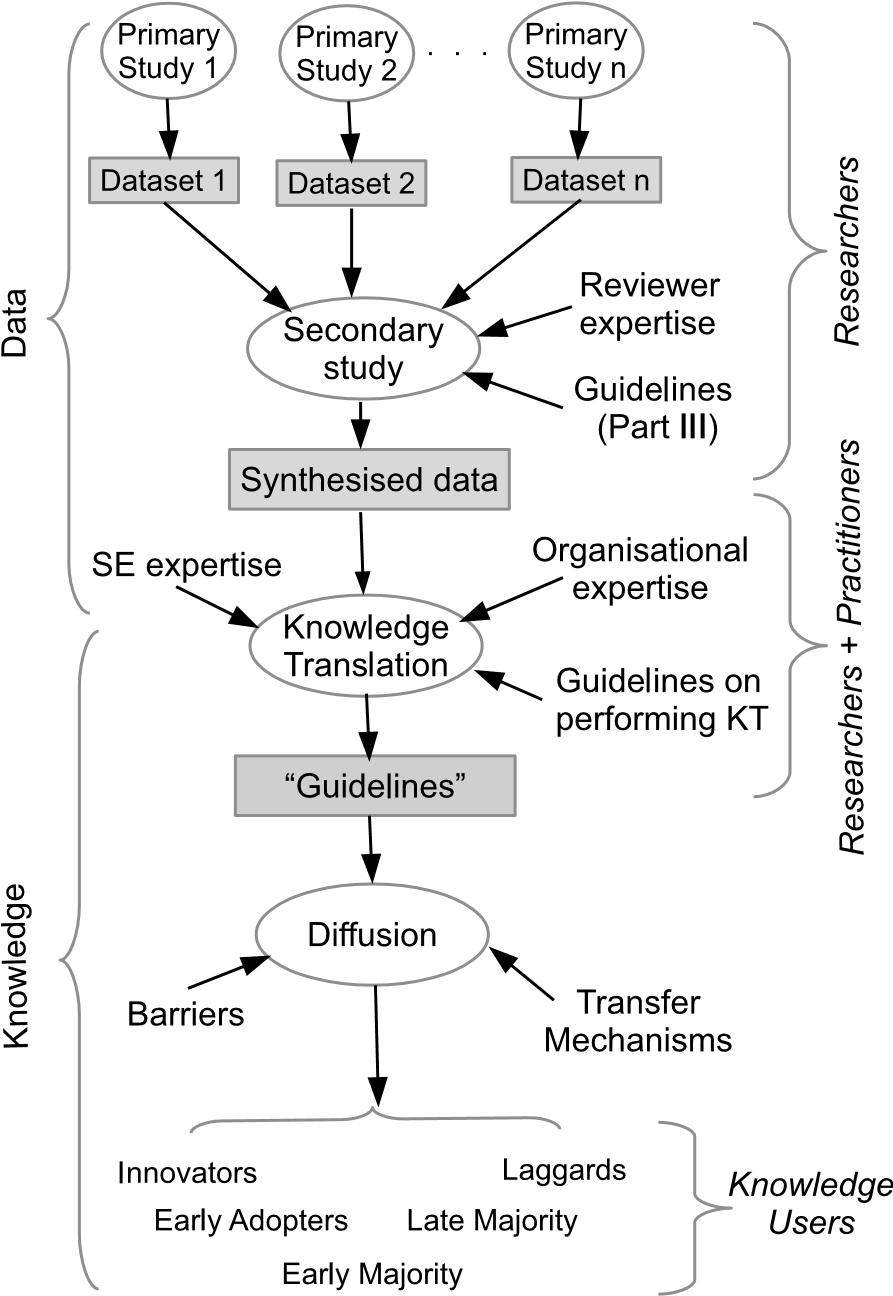 Primary
Study 1
Primary
Study 2
. . .
Primary
Study n
Dataset 1
Dataset 2
Dataset n
Researchers
Data
Secondary
study
Reviewer
expertise
Guidelines
(Part III)
Synthesised data
SE expertise
Organisational
expertise
Knowledge
Translation
Guidelines on
performing KT
Researchers + Practitioners
“Guidelines”
Knowledge
Diffusion
Barriers
Transfer
Mechanisms
Innovators
Laggards
Early Adopters
Late Majority
Early Majority
Knowledge
Users